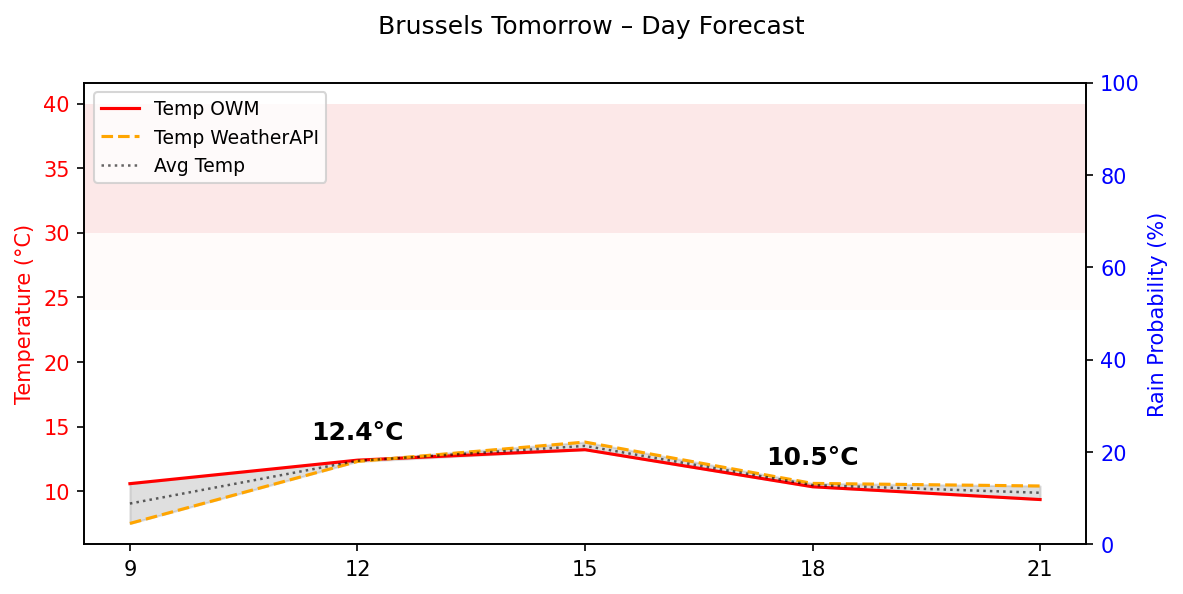 Brussels Tomorrow – Day Forecast
Temp OWM
Temp WeatherAPI
Avg Temp
Temperature (°C)
40
35
30
25
20
15
10
12.4°C
10.5°C
100
80
60
40
20
0
Rain Probability (%)
9
12
15
18
21